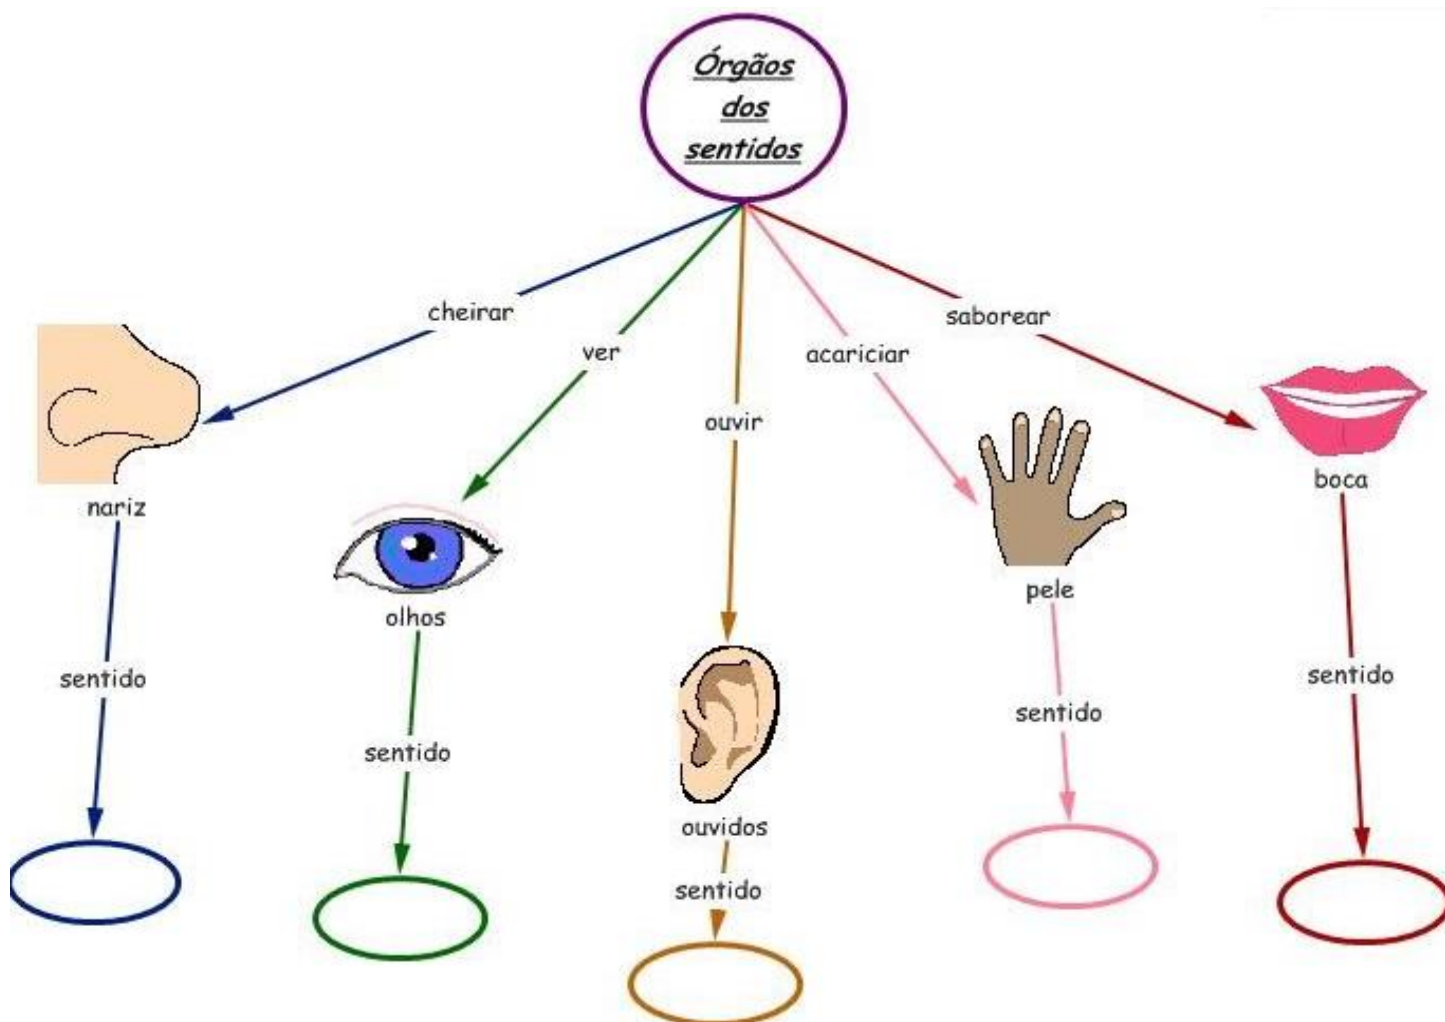 Órgãos
dos
sentidos
cheirar
ver
ouvir
acariciar
saborear
nariz
olhos
ouvidos
pele
boca
sentido
sentido
sentido
sentido
sentido